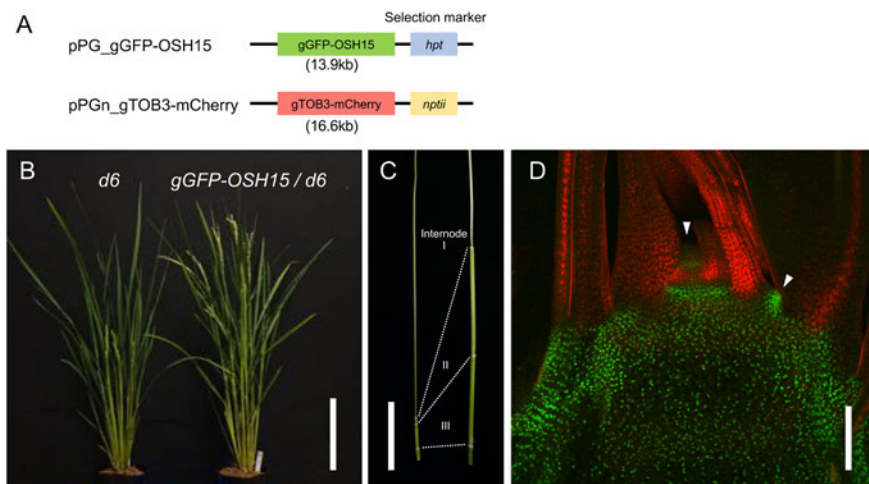 A
Selection marker
pPG_gGFP-OSH15
gGFP-OSH15
hpt
(13.9kb)
pPGn_gTOB3-mCherry
gTOB3-mCherry
nptii
(16.6kb)
B
d6
gGFP-OSH15 / d6
C
Internode
I
II
III
D